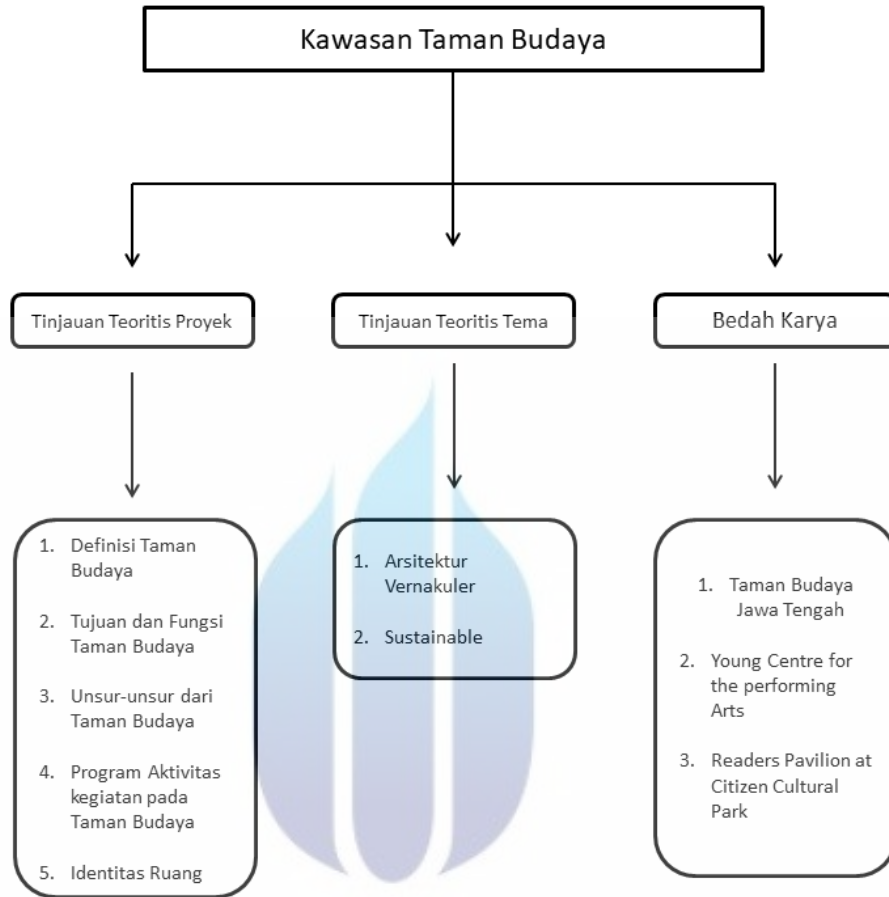 Kawasan Taman Budaya
Tinjauan Teoritis Proyek
Tinjauan Teoritis Tema
Bedah Karya
1. Definisi Taman
Budaya
2. Tujuan dan Fungsi
Taman Budaya
3. Unsur-unsur dari
Taman Budaya
4. Program Aktivitas
kegiatan pada
Taman Budaya
5. Identitas Ruang
1. Arsitektur
Vernakuler
2. Sustainable
1. Taman Budaya
Jawa Tengah
2. Young Centre for
the performing
Arts
3. Readers Pavilion at
Citizen Cultural
Park